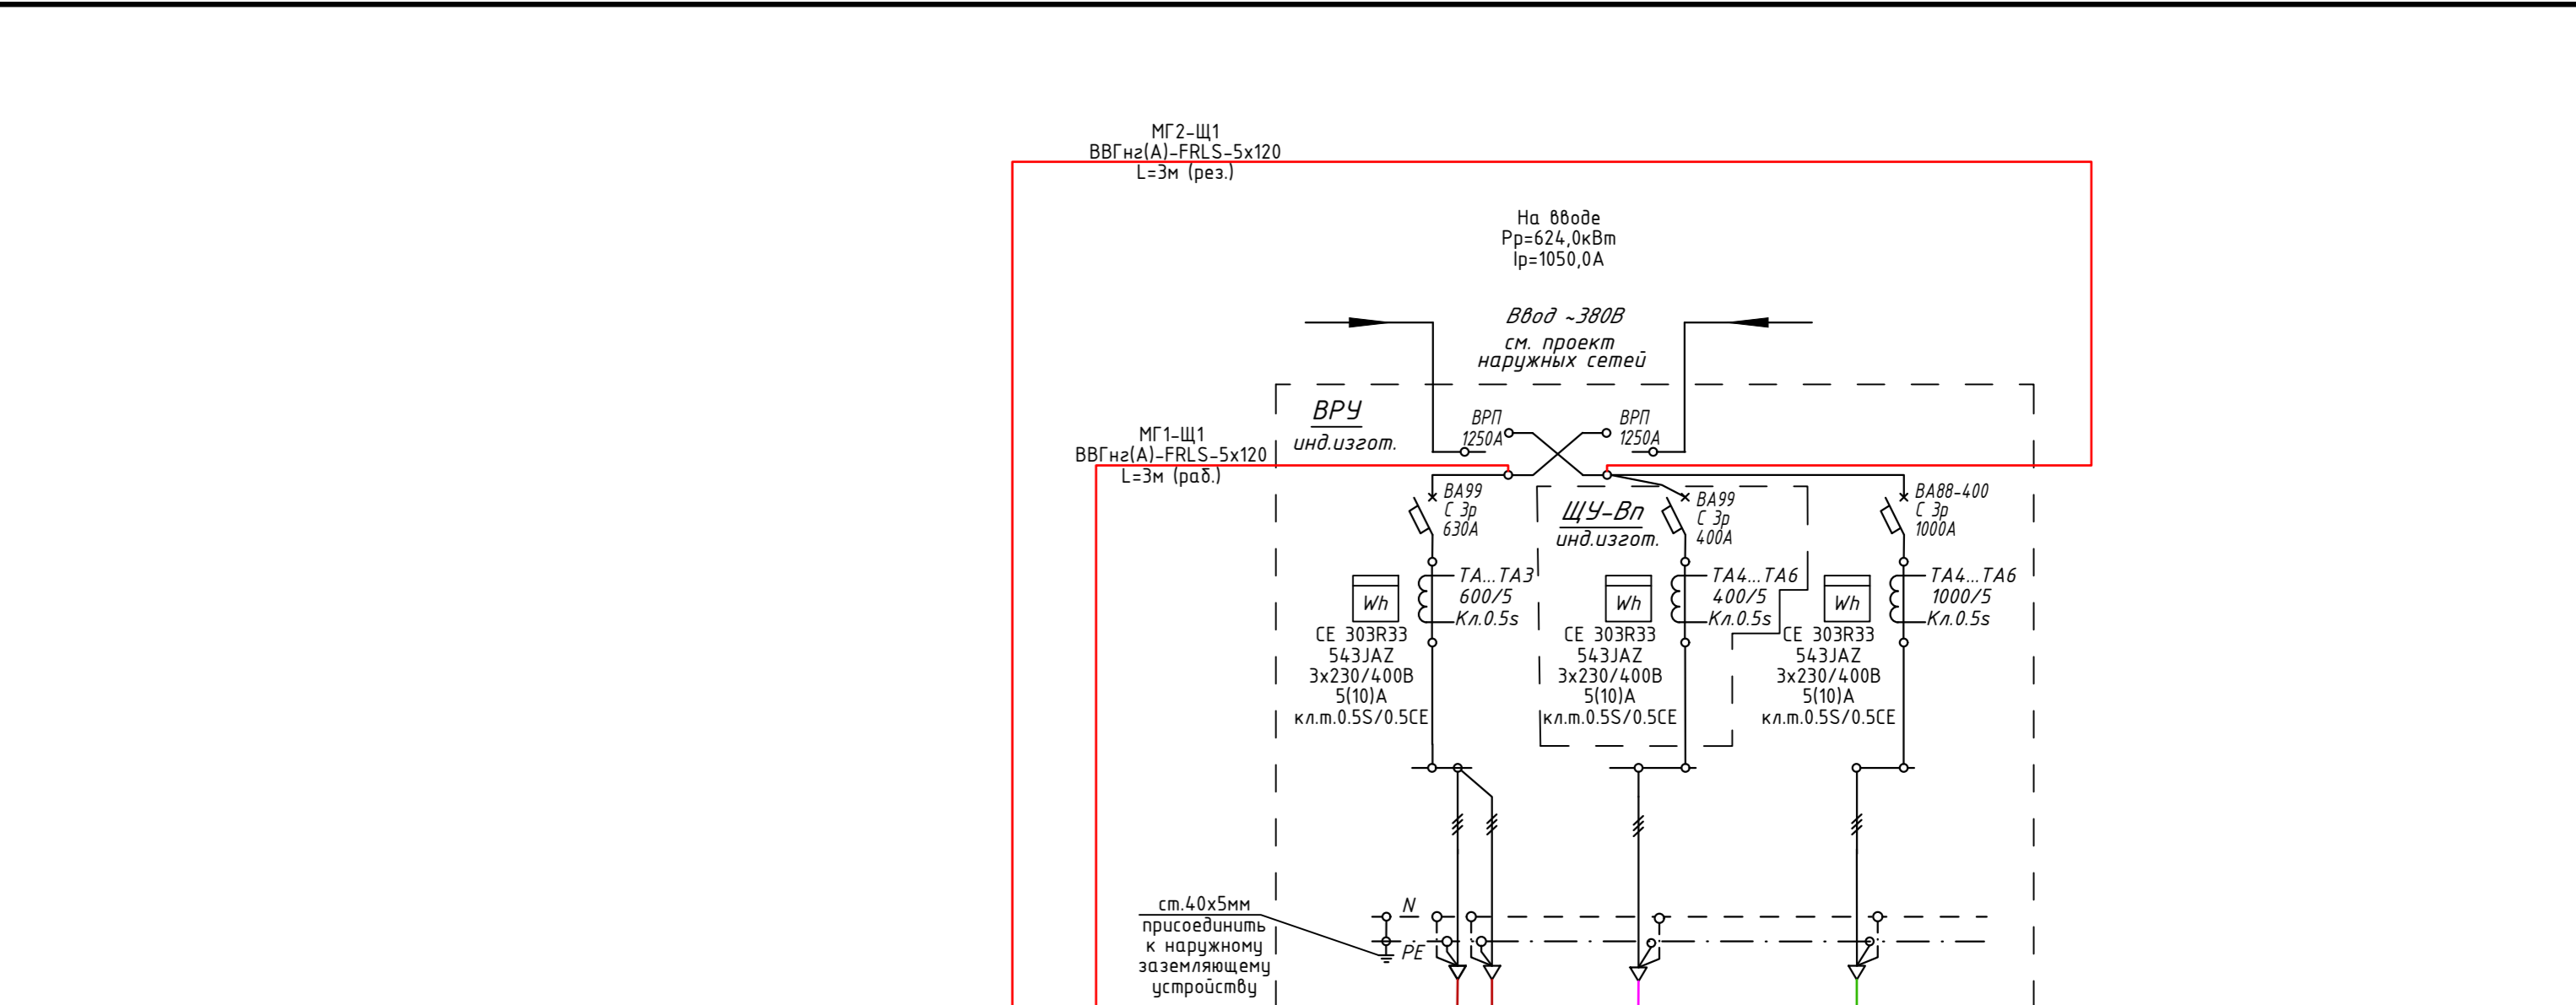 МГ2-Щ1
ВВГнг(А)-FRLS-5x120
L=3м (рез.)
На вводе
Рр=624,0кВт
Iр=1050,0А
Ввод ~380В
см. проект
наружных сетей
ВРУ
инд.изгот.
ВРП
1250А
ВРП
1250А
МГ1-Щ1
ВВГнг(А)-FRLS-5x120
L=3м (раб.)
ВА99
С 3р
630А
ЩУ-Вп
инд.изгот.
ВА99
С 3р
400А
ВА88-400
С 3р
1000А
Wh
ТА...ТА3
600/5
Кл.0.5s
Wh
ТА4...ТА6
400/5
Кл.0.5s
Wh
ТА4...ТА6
1000/5
Кл.0.5s
СЕ 303R33
543JAZ
3х230/400В
5(10)А
кл.т.0.5S/0.5СЕ
СЕ 303R33
543JAZ
3х230/400В
5(10)А
кл.т.0.5S/0.5СЕ
СЕ 303R33
543JAZ
3х230/400В
5(10)А
кл.т.0.5S/0.5СЕ
ст.40х5мм
присоединить
к наружному
заземляющему
устройству
N
PE